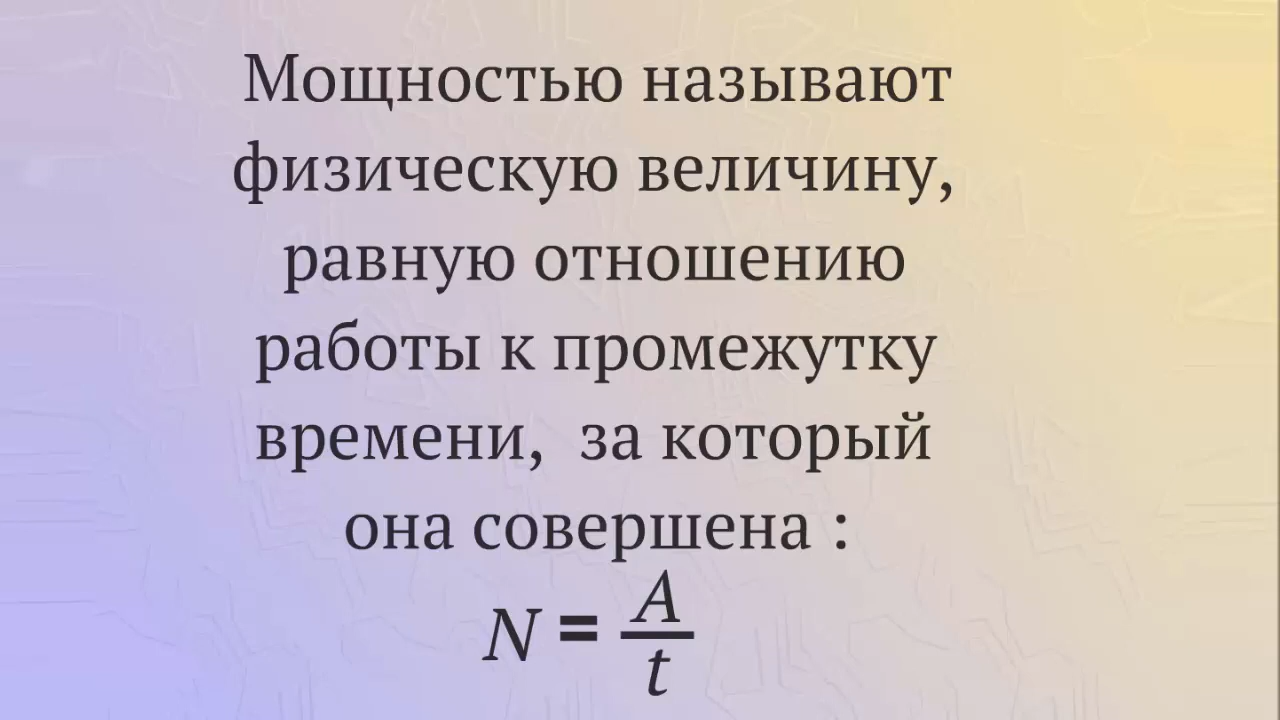 Мощностью называют
физическую величину,
равную отношению
работы к промежутку
времени, за который
она совершена :
N = A/t